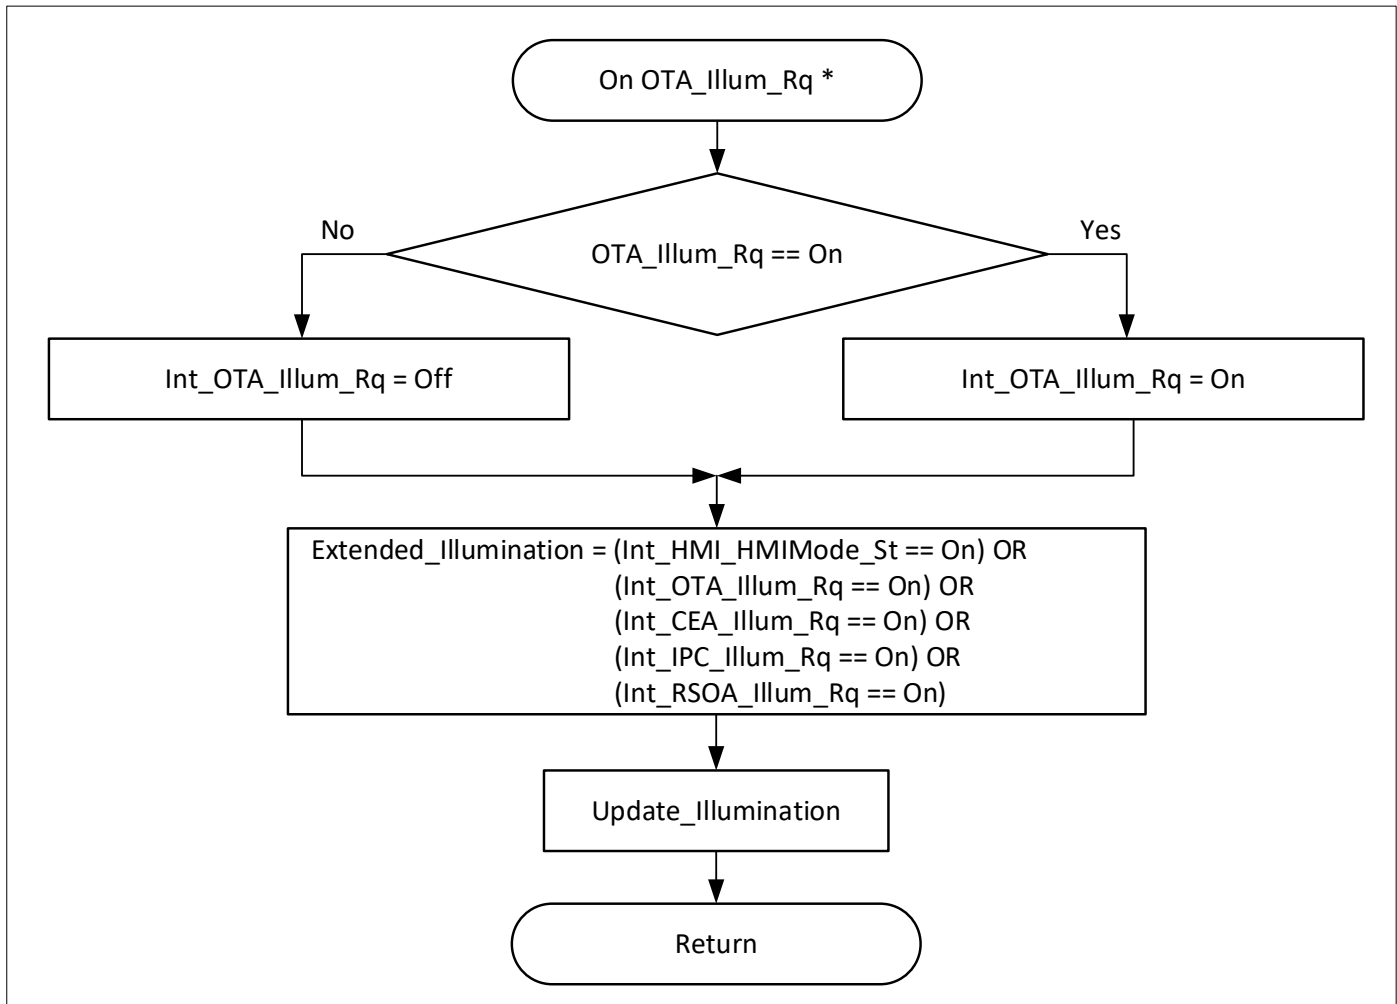 On OTA_Illum_Rq *
No
Yes
OTA_Illum_Rq == On
Int_OTA_Illum_Rq = Off
Int_OTA_Illum_Rq = On
Extended_Illumination = (Int_HMI_HMIMode_St == On) OR
(Int_OTA_Illum_Rq == On) OR
(Int_CEA_Illum_Rq == On) OR
(Int_IPC_Illum_Rq == On) OR
(Int_RSOA_Illum_Rq == On)
Update_Illumination
Return